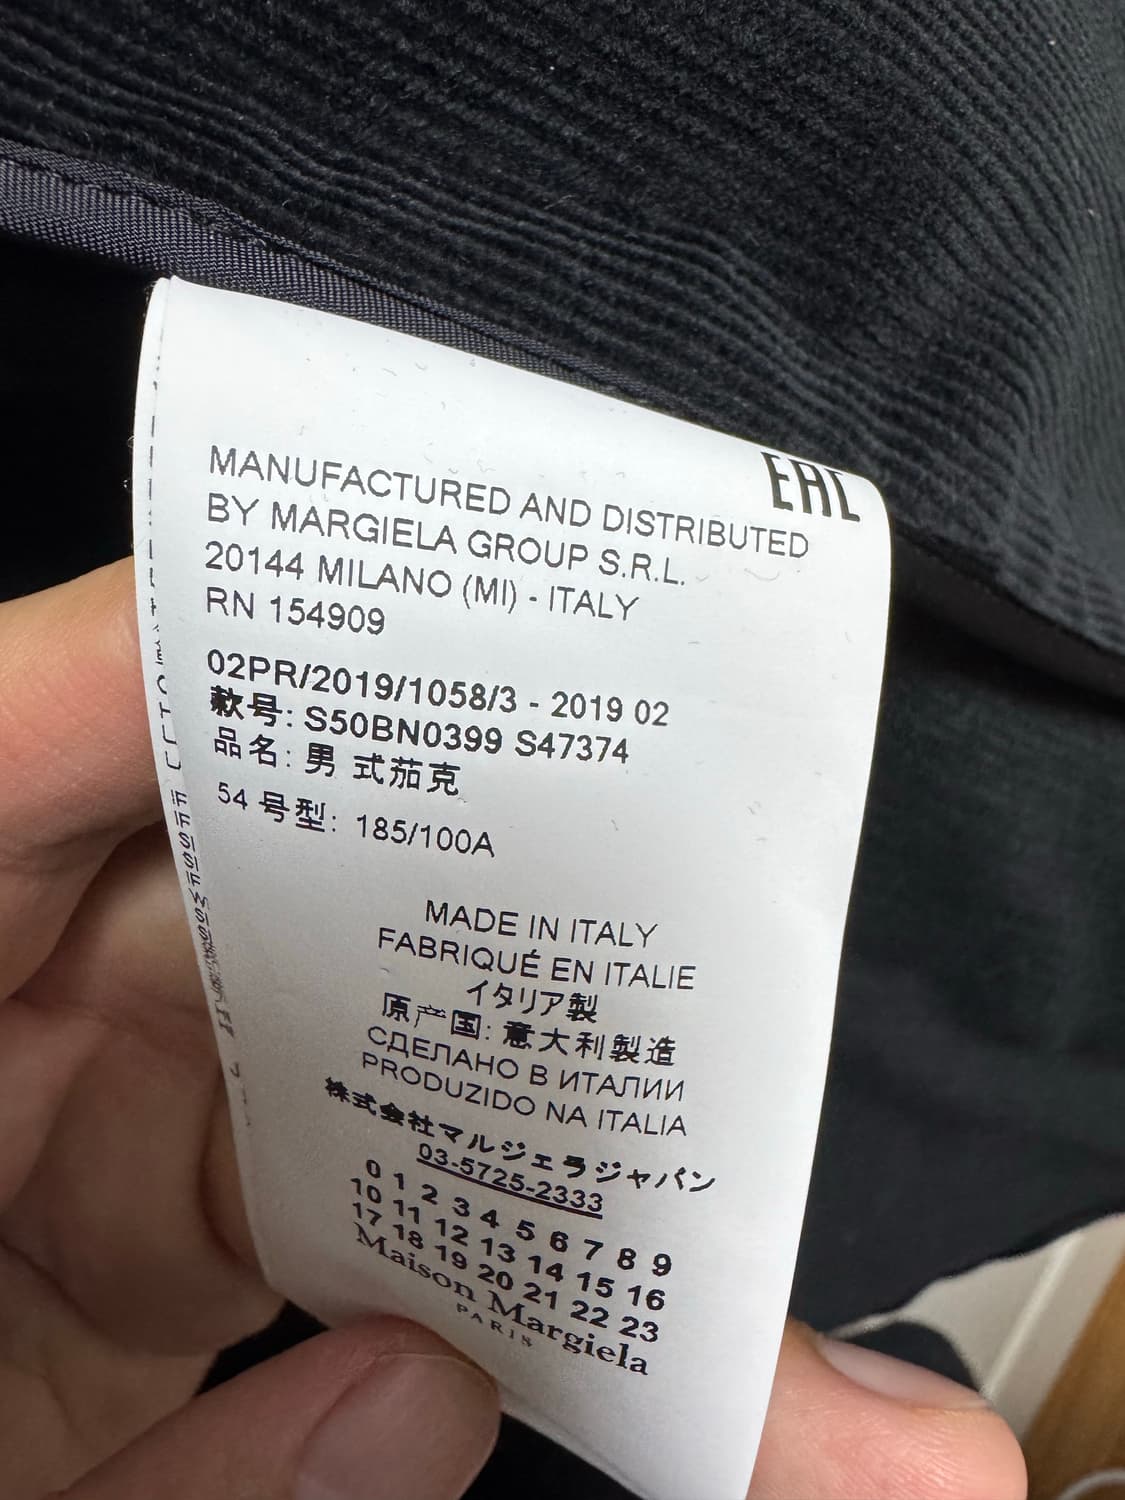 EAC
MANUFACTURED AND DISTRIBUTED
BY MARGIELA GROUP S.R.L.
20144 MILANO (MI) - ITALY
RN 154909
02PR/2019/1058/3 - 2019 02
款号: S50BN0399 S47374
品名: 男 式茄克
54 号型: 185/100A
MADE IN ITALY
FABRIQUÉ EN ITALIE
イタリア製
原产国: 意大利製造
СДЕЛАНО В ИТАЛИИ
PRODUZIDO NA ITALIA
株式会社マルジェラジャパン
03-5725-2333
0 1 2 3 4 5 6 7 8 9
10 11 12 13 14 15 16
17 18 19 20 21 22 23
Maison Margiela
PARIS